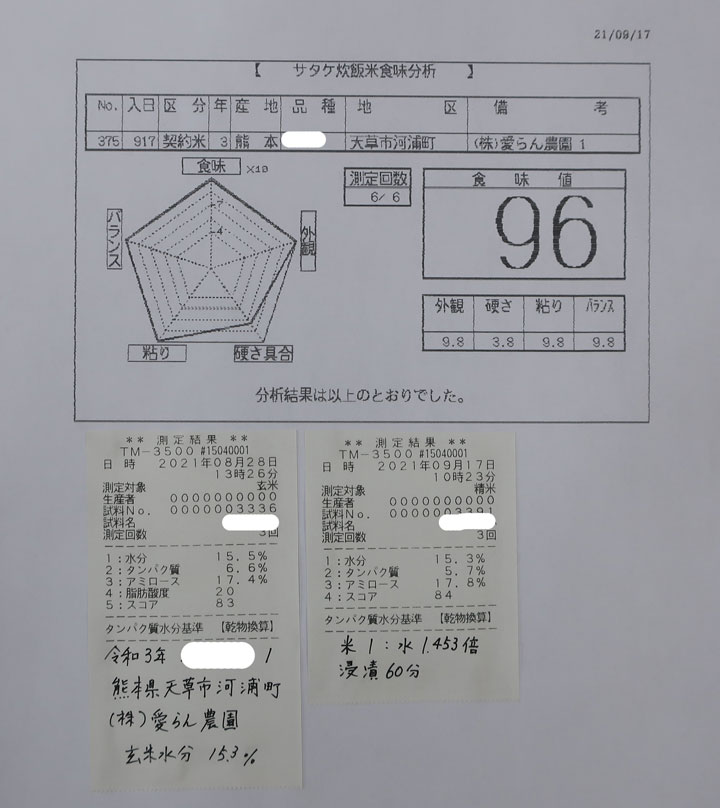 21/09/17
【 サタケ炊飯米食味分析 】
No. 入日 区分 年 産地 品種 地区 備考
375 917 契約米 3 熊本 天草市河浦町 (株)愛らん農園 1
食味 ×10
7
4
バランス
外観
粘り
硬さ具合
測定回数
6/ 6
食味値
96
外観 硬さ 粘り バランス
9.8 3.8 9.8 9.8
分析結果は以上のとおりでした。
** 測定結果 **
TM-3500 #15040001
日時 2021年08月28日
13時26分
測定対象 玄米
生産者 0000000000
試料No. 0000003336
試料名
測定回数 3回
1:水分 15.5%
2:タンパク質 6.6%
3:アミロース 17.4%
4:脂肪酸度 20
5:スコア 83
タンパク質水分基準 【乾物換算】
令和3年 1
熊本県天草市河浦町
(株)愛らん農園
玄米水分 15.3%
** 測定結果 **
TM-3500 #15040001
日時 2021年09月17日
10時23分
測定対象 精米
生産者 0000000000
試料No. 0000003391
試料名
測定回数 3回
1:水分 15.3%
2:タンパク質 5.7%
3:アミロース 17.8%
4:スコア 84
タンパク質水分基準 【乾物換算】
米1:水1.453倍
浸漬60分